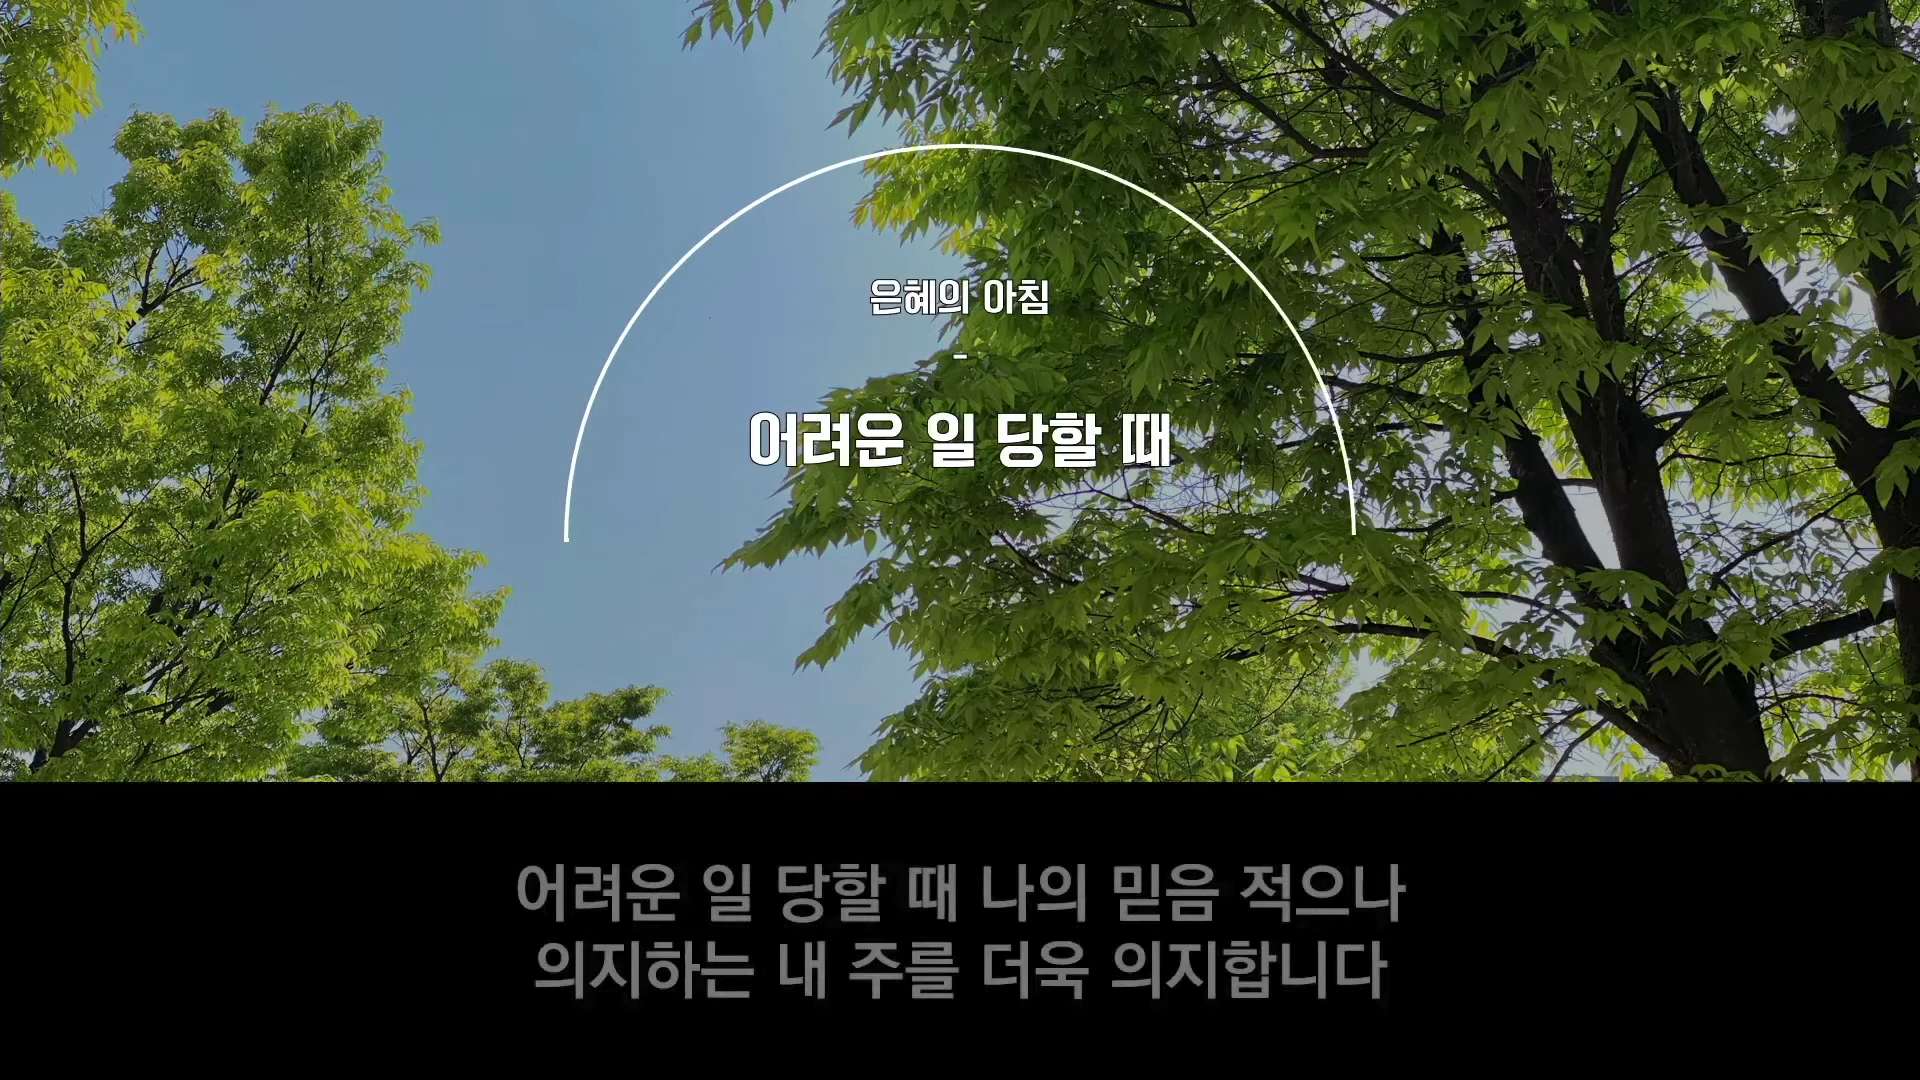 은혜의 아침
-
어려운 일 당할 때
어려운 일 당할 때 나의 믿음 적으나
의지하는 내 주를 더욱 의지합니다